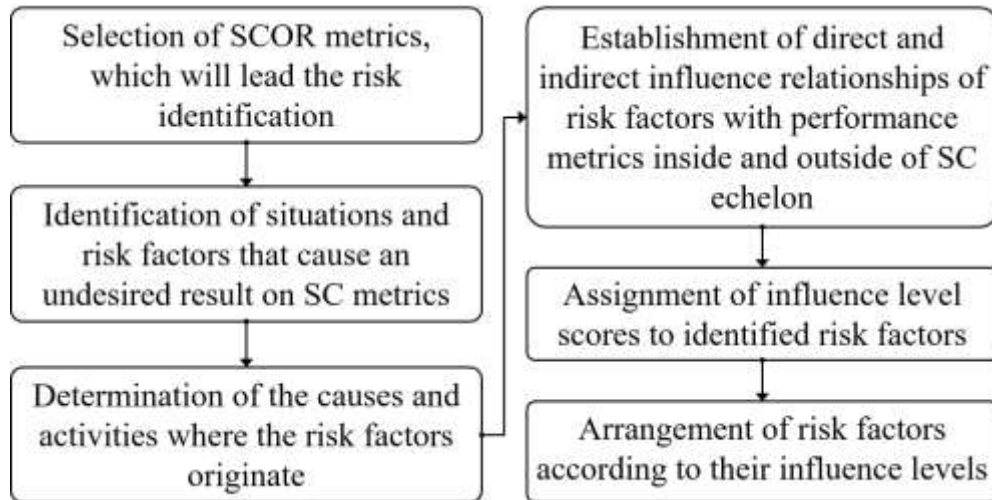 Selection of SCOR metrics,
which will lead the risk
identification
Identification of situations and
risk factors that cause an
undesired result on SC metrics
Determination of the causes and
activities where the risk factors
originate
Establishment of direct and
indirect influence relationships of
risk factors with performance
metrics inside and outside of SC
echelon
Assignment of influence level
scores to identified risk factors
Arrangement of risk factors
according to their influence levels